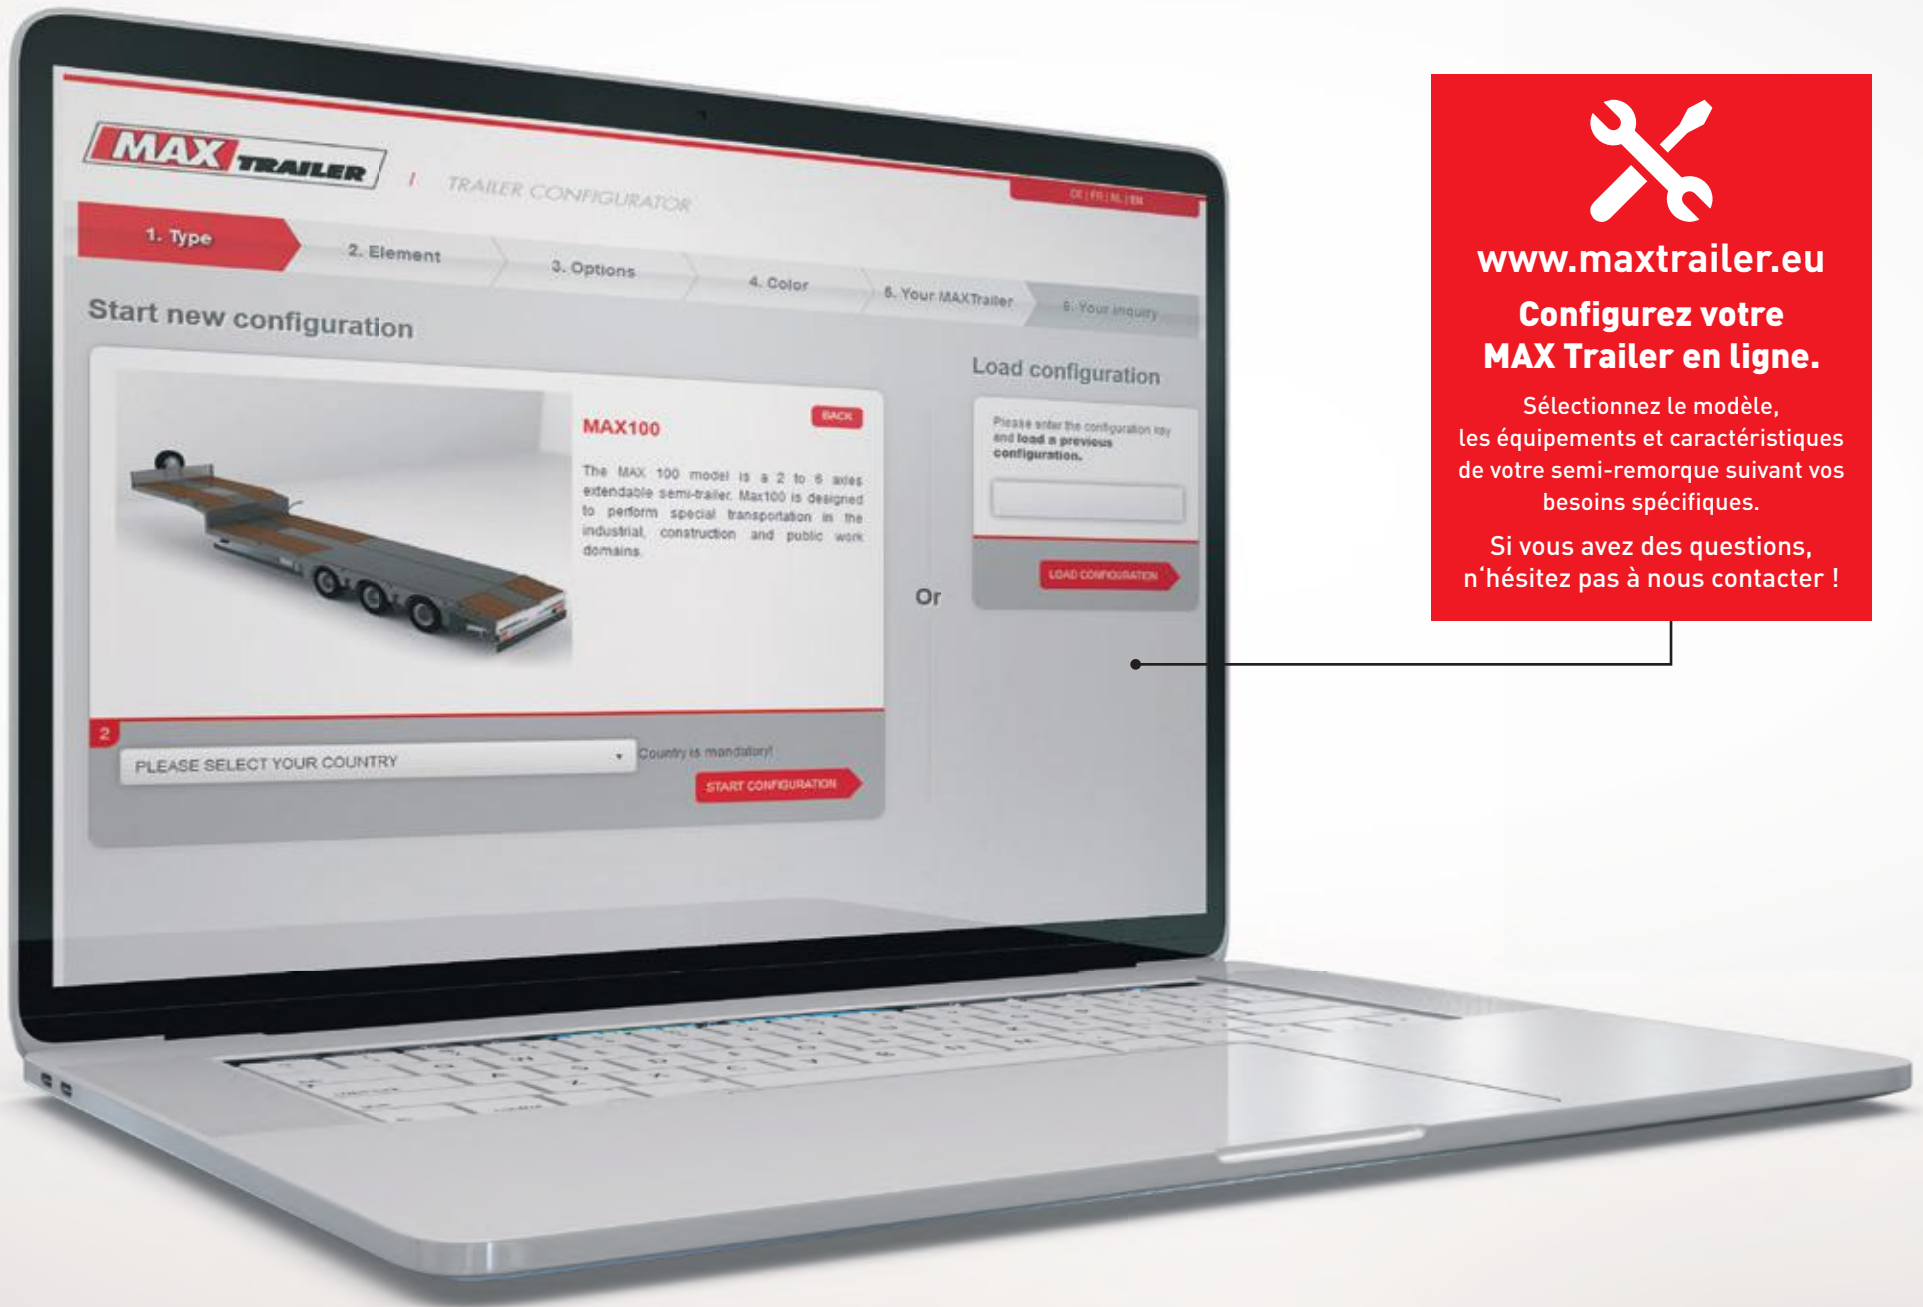 MAX TRAILER
I TRAILER CONFIGURATOR
DE | FR | NL | EN
1. Type
2. Element
3. Options
4. Color
5. Your MAXTrailer
6. Your inquiry
Start new configuration
BACK
MAX100
The MAX 100 model is a 2 to 6 axles
extendable semi-trailer. Max100 is designed
to perform special transportation in the
industrial, construction and public work
domains.
2
PLEASE SELECT YOUR COUNTRY
Country is mandatory!
START CONFIGURATION
Or
Load configuration
Please enter the configuration key
and load a previous
configuration.
LOAD CONFIGURATION
www.maxtrailer.eu
Configurez votre
MAX Trailer en ligne.
Sélectionnez le modèle,
les équipements et caractéristiques
de votre semi-remorque suivant vos
besoins spécifiques.
Si vous avez des questions,
n‘hésitez pas à nous contacter !